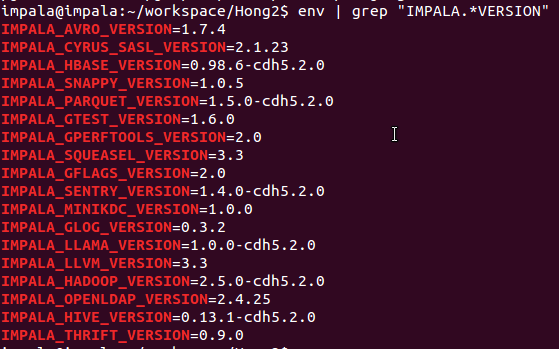 impala@impala:~/workspace/Hong2$ env | grep "IMPALA.*VERSION"
IMPALA_AVRO_VERSION=1.7.4
IMPALA_CYRUS_SASL_VERSION=2.1.23
IMPALA_HBASE_VERSION=0.98.6-cdh5.2.0
IMPALA_SNAPPY_VERSION=1.0.5
IMPALA_PARQUET_VERSION=1.5.0-cdh5.2.0
IMPALA_GTEST_VERSION=1.6.0
IMPALA_GPERFTOOLS_VERSION=2.0
IMPALA_SQUEASEL_VERSION=3.3
IMPALA_GFLAGS_VERSION=2.0
IMPALA_SENTRY_VERSION=1.4.0-cdh5.2.0
IMPALA_MINIKDC_VERSION=1.0.0
IMPALA_GLOG_VERSION=0.3.2
IMPALA_LLAMA_VERSION=1.0.0-cdh5.2.0
IMPALA_LLVM_VERSION=3.3
IMPALA_HADOOP_VERSION=2.5.0-cdh5.2.0
IMPALA_OPENLDAP_VERSION=2.4.25
IMPALA_HIVE_VERSION=0.13.1-cdh5.2.0
IMPALA_THRIFT_VERSION=0.9.0